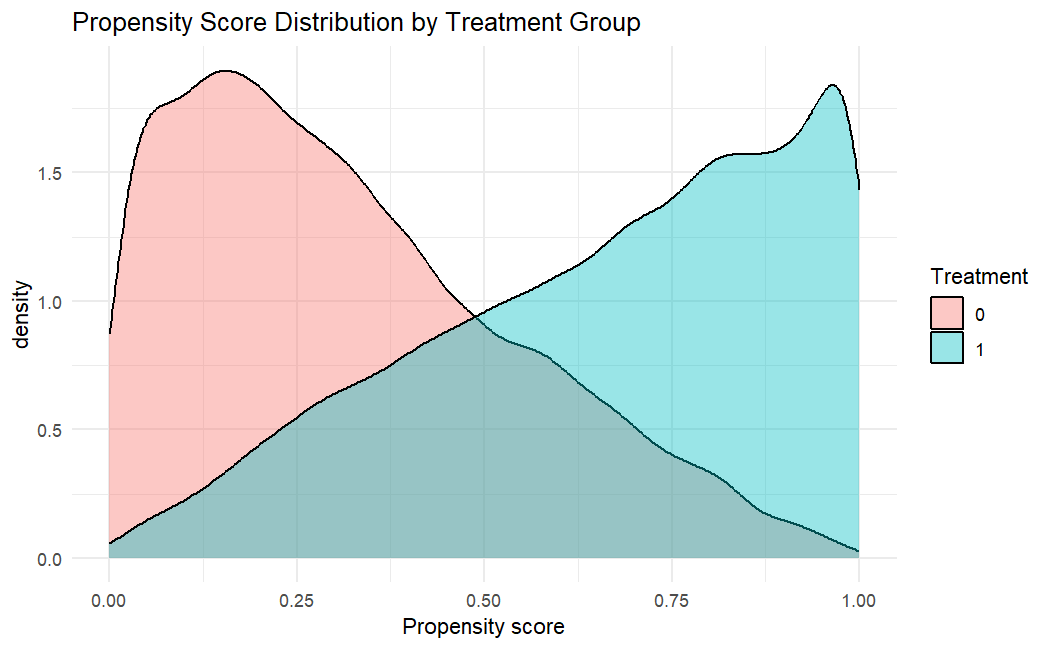 Propensity Score Distribution by Treatment Group
density
1.5
1.0
0.5
0.0
0.00 0.25 0.50 0.75 1.00
Propensity score
Treatment
0
1